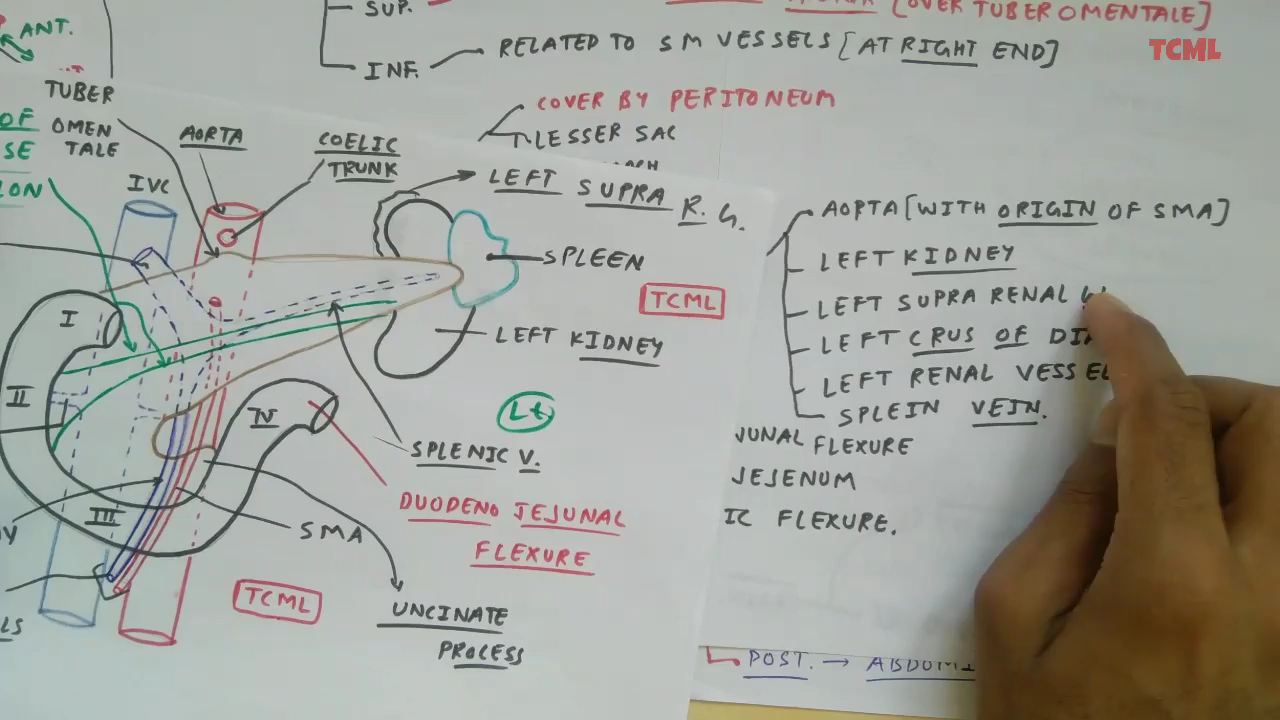 SUP.
[OVER TUBER OMENTALE]
ANT.
RELATED TO SM VESSELS [AT RIGHT END]
TCML
INF.
TUBER
OMEN
TALE
COVER BY PERITONEUM
LESSER SAC
OF
AORTA
COELIC
TRUNK
IVC
LEFT SUPRA R. G.
AORTA [WITH ORIGIN OF SMA]
SPLEEN
LEFT KIDNEY
TCML
LEFT SUPRA RENAL
I
LEFT KIDNEY
LEFT CRUS OF
LEFT RENAL
II
Lt
IV
SPLEIN VEIN.
JUNAL FLEXURE
SPLENIC V.
JEJENUM
DUODENO JEJUNAL
FLEXURE
IC FLEXURE.
III
SMA
TCML
UNCINATE
PROCESS
POST. → ABDOMI